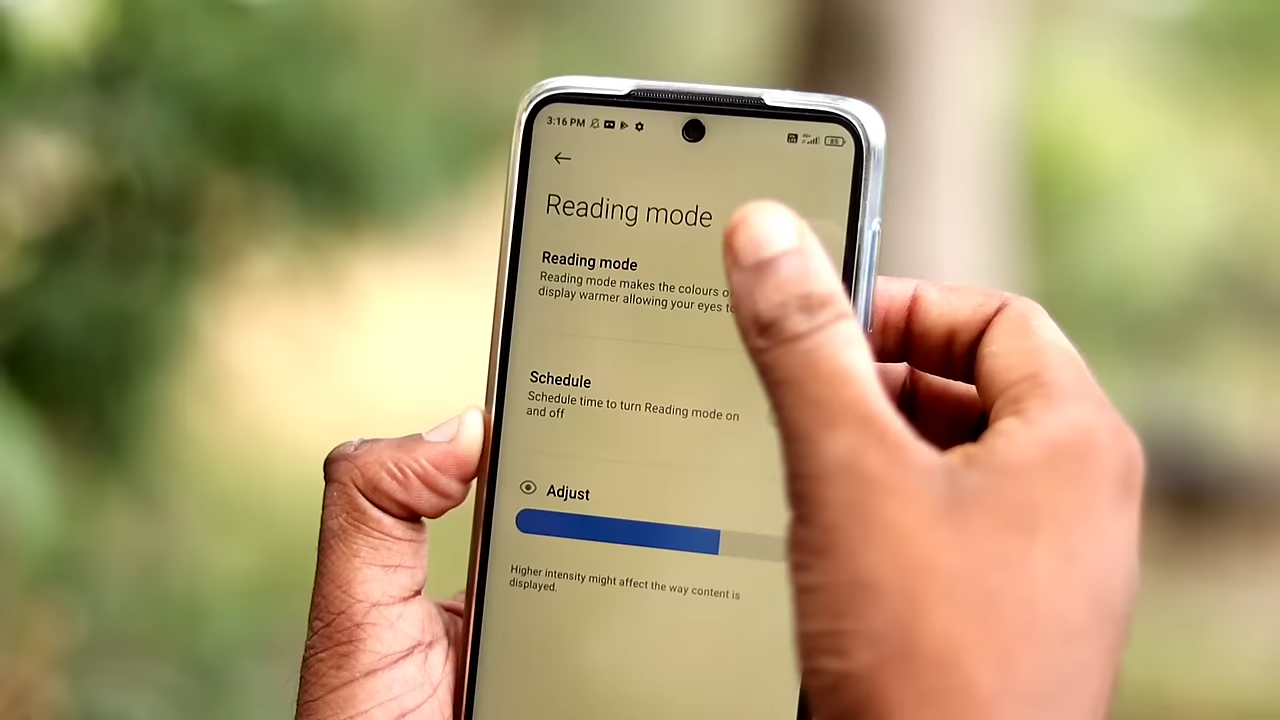 3:16 PM
85
Reading mode
Reading mode
Reading mode makes the colours
display warmer allowing your eyes
Schedule
Schedule time to turn Reading mode on
and off
Adjust
Higher intensity might affect the way content is
displayed.